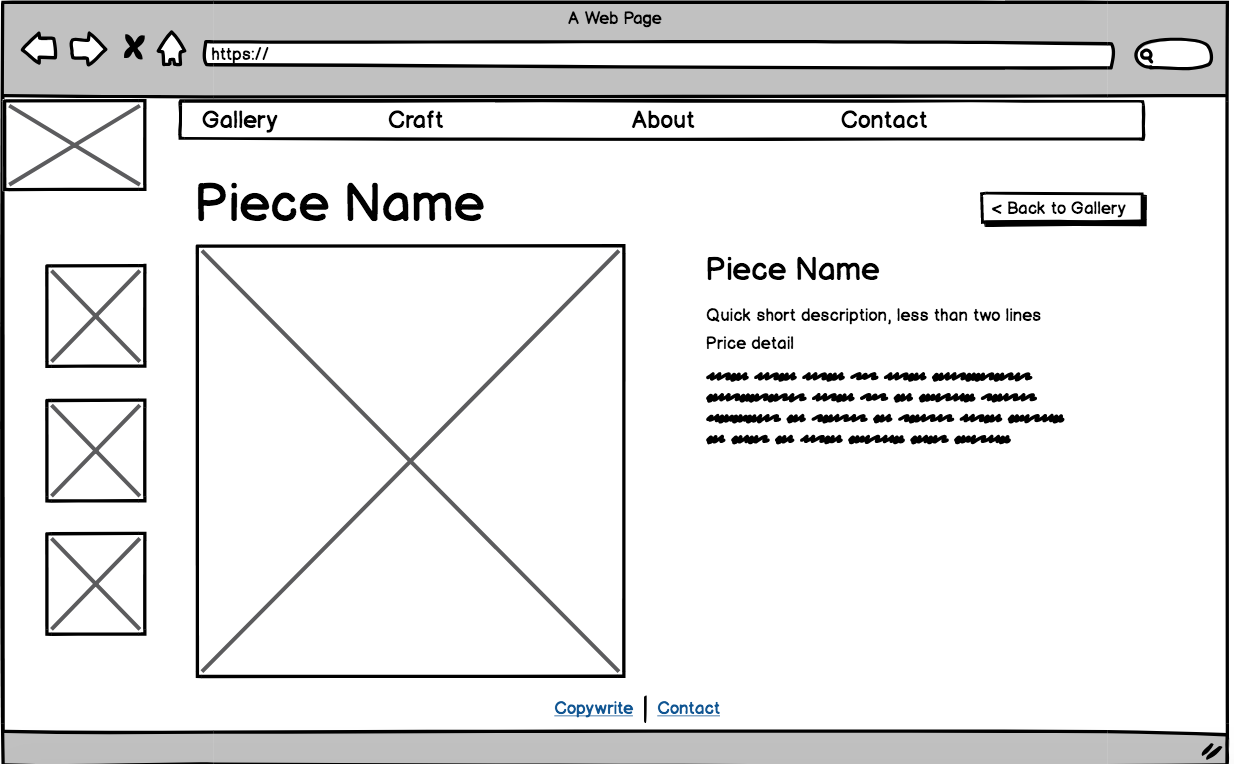 A Web Page
https://
Gallery Craft About Contact
Piece Name
< Back to Gallery
Piece Name
Quick short description, less than two lines
Price detail
Copywrite | Contact